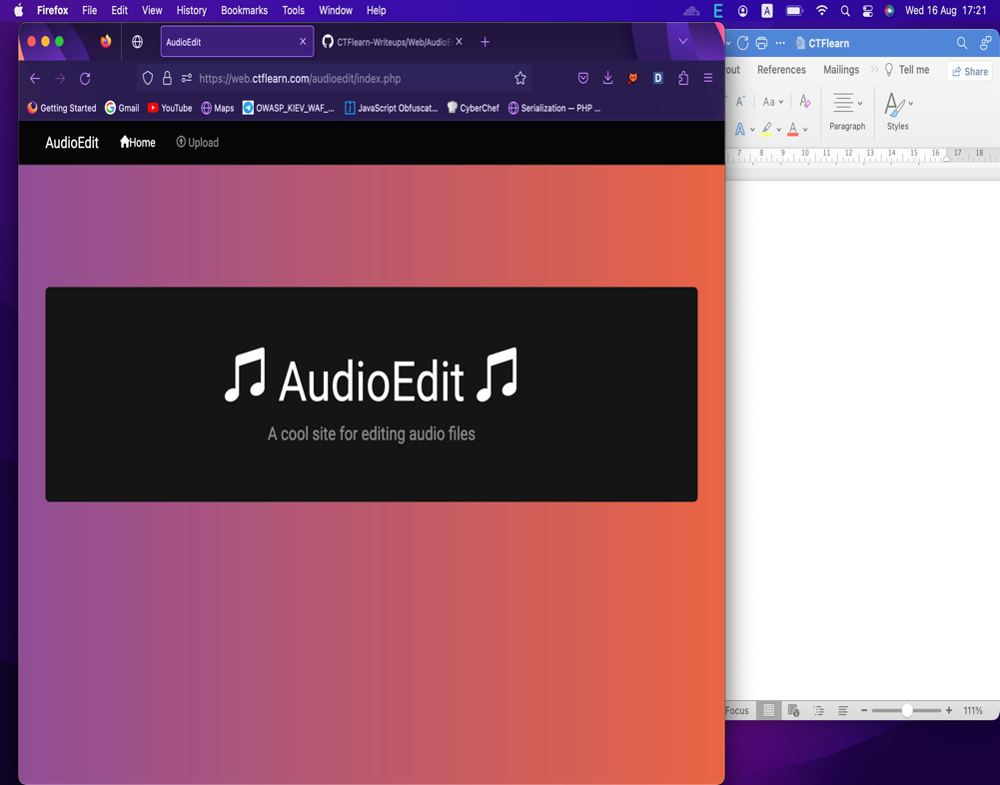 Firefox File Edit View History Bookmarks Tools Window Help E A Wed 16 Aug 17:21
AudioEdit CTFlearn-Writeups/Web/AudioE
https://web.ctflearn.com/audioedit/index.php D
Getting Started Gmail YouTube Maps OWASP_KIEV_WAF_... JavaScript Obfuscat... CyberChef Serialization — PHP ...
AudioEdit Home Upload
AudioEdit
A cool site for editing audio files
CTFlearn
out References Mailings Tell me Share
A Aa A
A A Paragraph Styles
7 8 9 10 11 12 13 14 15 16 17 18
Focus 111%